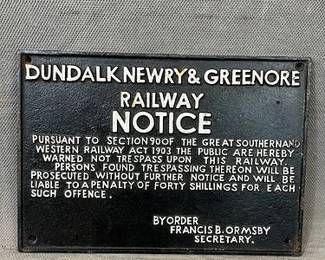 DUNDALK NEWRY & GREENORE
RAILWAY
NOTICE
PURSUANT TO SECTION 90 OF THE GREAT SOUTHERN AND
WESTERN RAILWAY ACT 1903 THE PUBLIC ARE HEREBY
WARNED NOT TRESPASS UPON THIS RAILWAY.
PERSONS FOUND TRESPASSING THEREON WILL BE
PROSECUTED WITHOUT FURTHER NOTICE AND WILL BE
LIABLE TO A PENALTY OF FORTY SHILLINGS FOR EACH
SUCH OFFENCE.
BY ORDER
FRANCIS B. ORMSBY
SECRETARY.